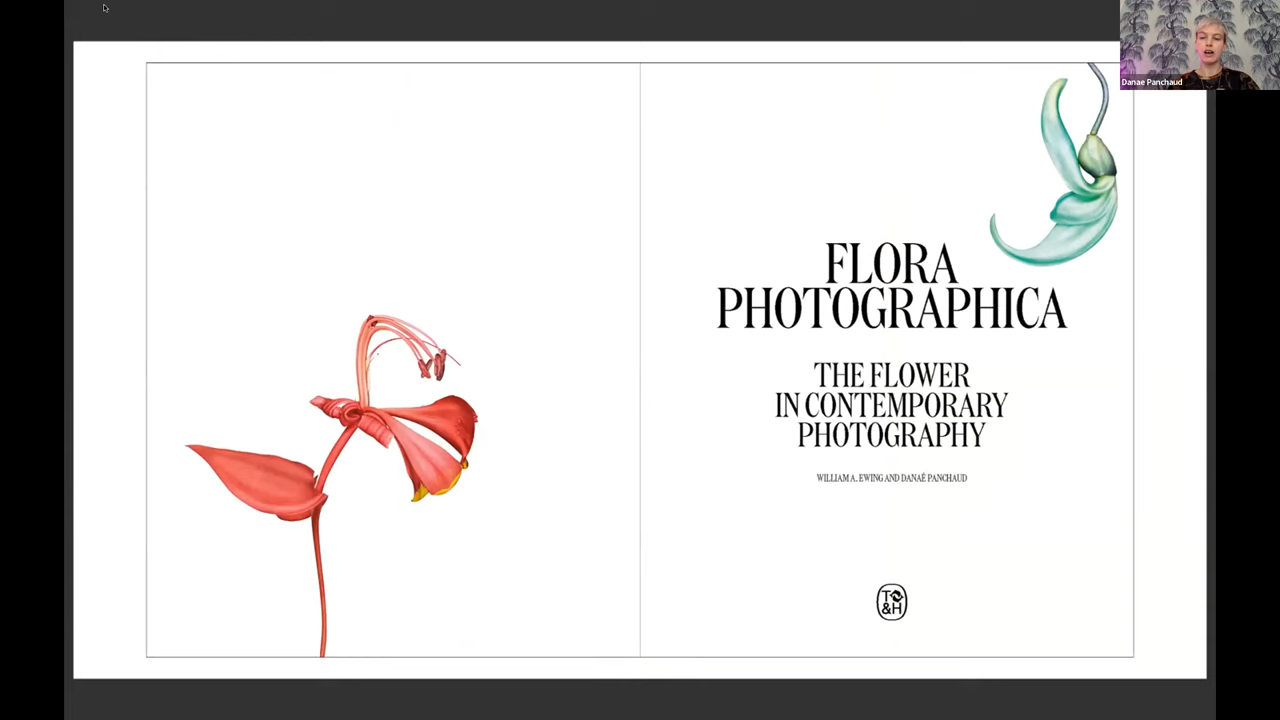 Danae Panchaud
FLORA
PHOTOGRAPHICA
THE FLOWER
IN CONTEMPORARY
PHOTOGRAPHY
WILLIAM A. EWING AND DANAÉ PANCHAUD
T
&H